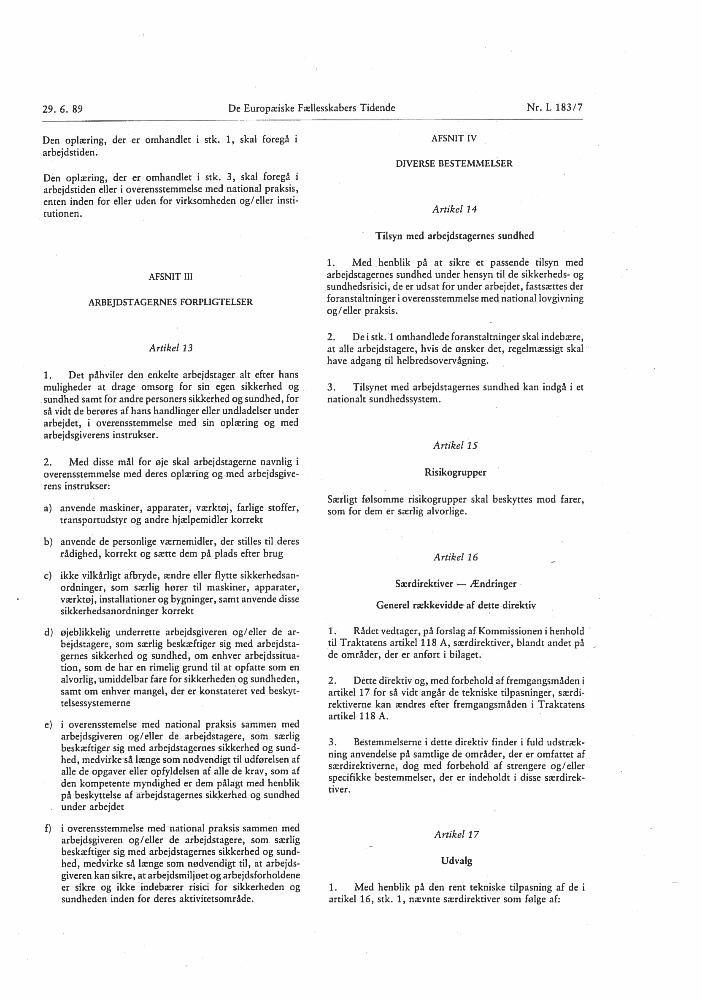 29. 6. 89
De Europæiske Fællesskabers Tidende
Nr. L 183/7
Den oplæring, der er omhandlet i stk. 1, skal foregå i
arbejdstiden.
Den oplæring, der er omhandlet i stk. 3, skal foregå i
arbejdstiden eller i overensstemmelse med national praksis,
enten inden for eller uden for virksomheden og/eller insti-
tutionen.
AFSNIT III
ARBEJDSTAGERNES FORPLIGTELSER
Artikel 13
1. Det påhviler den enkelte arbejdstager alt efter hans
muligheder at drage omsorg for sin egen sikkerhed og
sundhed samt for andre personers sikkerhed og sundhed, for
så vidt de berøres af hans handlinger eller undladelser under
arbejdet, i overensstemmelse med sin oplæring og med
arbejdsgiverens instrukser.
2. Med disse mål for øje skal arbejdstagerne navnlig i
overensstemmelse med deres oplæring og med arbejdsgive-
rens instrukser:
a) anvende maskiner, apparater, værktøj, farlige stoffer,
transportudstyr og andre hjælpemidler korrekt
b) anvende de personlige værnemidler, der stilles til deres
rådighed, korrekt og sætte dem på plads efter brug
c) ikke vilkårligt afbryde, ændre eller flytte sikkerhedsan-
ordninger, som særlig hører til maskiner, apparater,
værktøj, installationer og bygninger, samt anvende disse
sikkerhedsanordninger korrekt
d) øjeblikkelig underrette arbejdsgiveren og/eller de ar-
bejdstagere, som særlig beskæftiger sig med arbejdsta-
gernes sikkerhed og sundhed, om enhver arbejdssitua-
tion, som de har en rimelig grund til at opfatte som en
alvorlig, umiddelbar fare for sikkerheden og sundheden,
samt om enhver mangel, der er konstateret ved beskyt-
telsessystemerne
e) i overensstemelse med national praksis sammen med
arbejdsgiveren og/eller de arbejdstagere, som særlig
beskæftiger sig med arbejdstagernes sikkerhed og sund-
hed, medvirke så længe som nødvendigt til udførelsen af
alle de opgaver eller opfyldelsen af alle de krav, som af
den kompetente myndighed er dem pålagt med henblik
på beskyttelse af arbejdstagernes sikkerhed og sundhed
under arbejdet
f) i overensstemmelse med national praksis sammen med
arbejdsgiveren og/eller de arbejdstagere, som særlig
beskæftiger sig med arbejdstagernes sikkerhed og sund-
hed, medvirke så længe som nødvendigt til, at arbejds-
giveren kan sikre, at arbejdsmiljøet og arbejdsforholdene
er sikre og ikke indebærer risici for sikkerheden og
sundheden inden for deres aktivitetsområde.
AFSNIT IV
DIVERSE BESTEMMELSER
Artikel 14
Tilsyn med arbejdstagernes sundhed
1. Med henblik på at sikre et passende tilsyn med
arbejdstagernes sundhed under hensyn til de sikkerheds- og
sundhedsrisici, de er udsat for under arbejdet, fastsættes der
foranstaltninger i overensstemmelse med national lovgivning
og/eller praksis.
2. De i stk. 1 omhandlede foranstaltninger skal indebære,
at alle arbejdstagere, hvis de ønsker det, regelmæssigt skal
have adgang til helbredsovervågning.
3. Tilsynet med arbejdstagernes sundhed kan indgå i et
nationalt sundhedssystem.
Artikel 15
Risikogrupper
Særligt følsomme risikogrupper skal beskyttes mod farer,
som for dem er særlig alvorlige.
Artikel 16
Særdirektiver — Ændringer
Generel rækkevidde af dette direktiv
1. Rådet vedtager, på forslag af Kommissionen i henhold
til Traktatens artikel 118 A, særdirektiver, blandt andet på
de områder, der er anført i bilaget.
2. Dette direktiv og, med forbehold af fremgangsmåden i
artikel 17 for så vidt angår de tekniske tilpasninger, særdi-
rektiverne kan ændres efter fremgangsmåden i Traktatens
artikel 118 A.
3. Bestemmelserne i dette direktiv finder i fuld udstræk-
ning anvendelse på samtlige de områder, der er omfattet af
særdirektiverne, dog med forbehold af strengere og/eller
specifikke bestemmelser, der er indeholdt i disse særdirek-
tiver.
Artikel 17
Udvalg
1. Med henblik på den rent tekniske tilpasning af de i
artikel 16, stk. 1, nævnte særdirektiver som følge af: